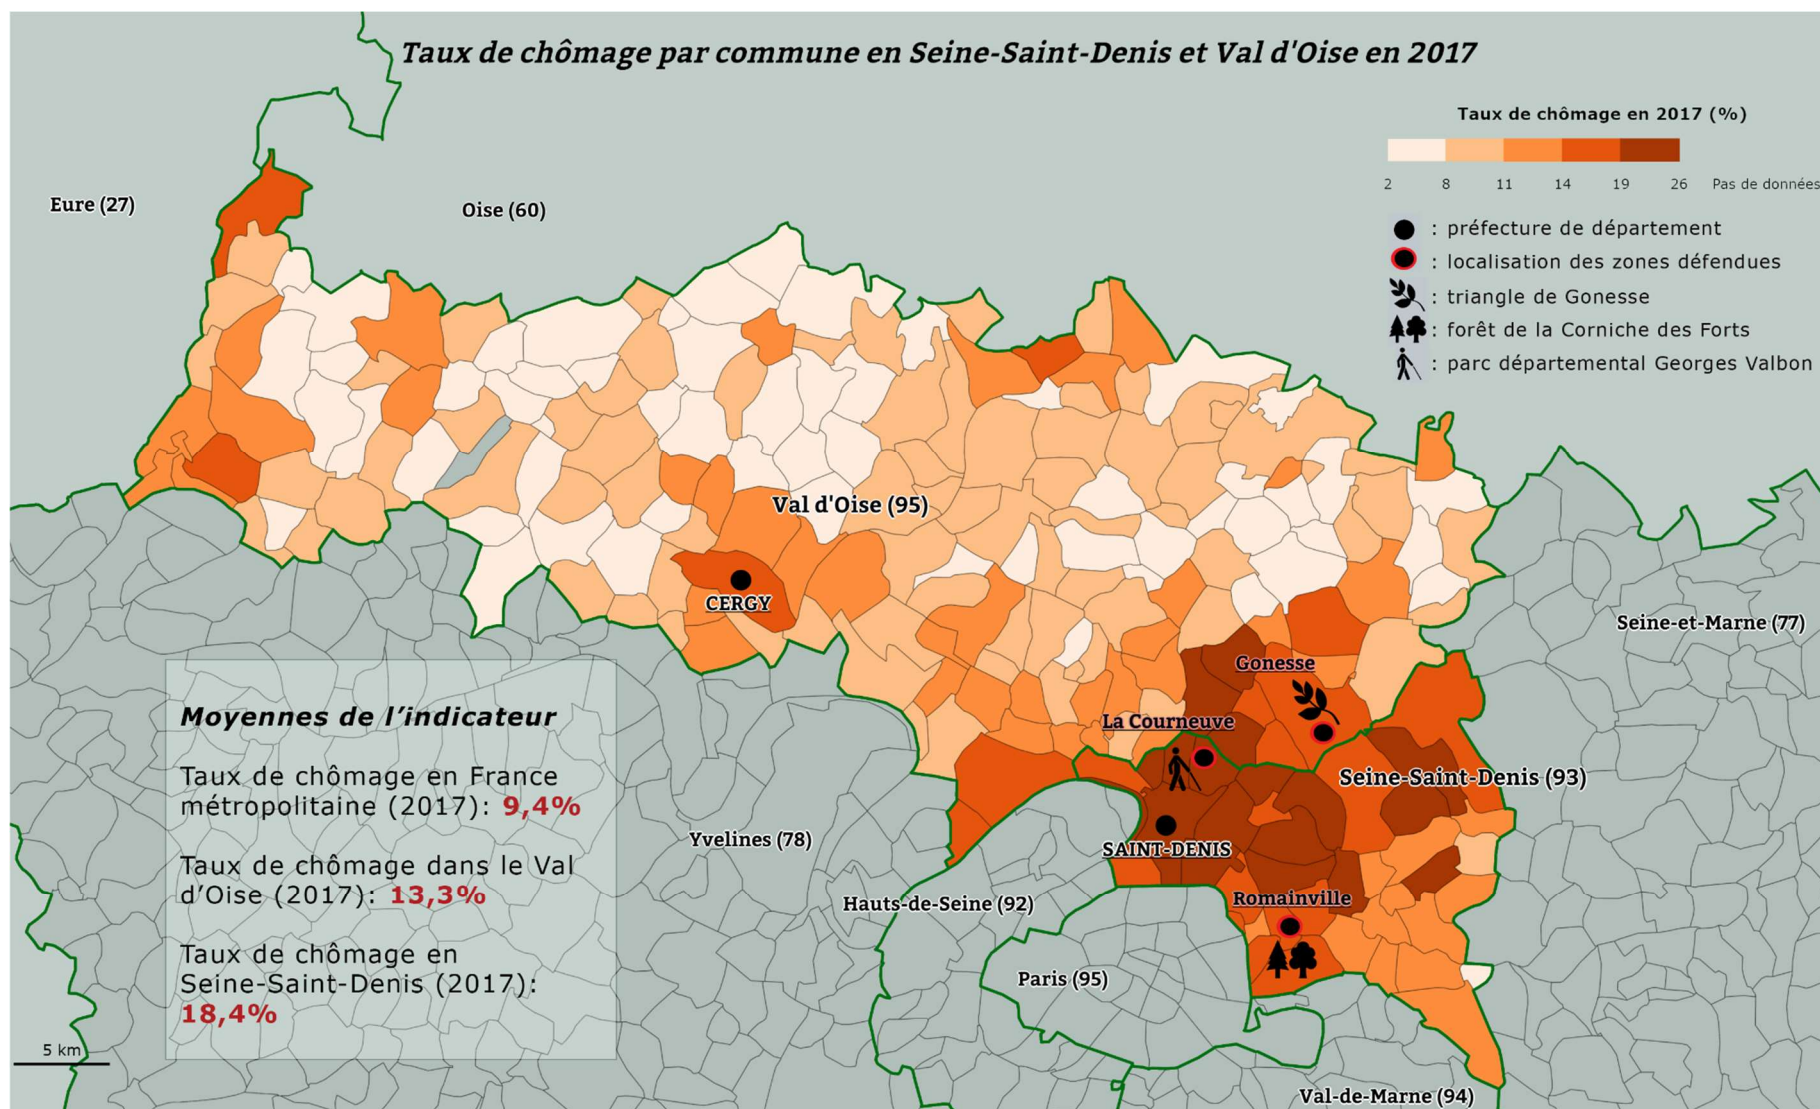 Taux de chômage par commune en Seine-Saint-Denis et Val d'Oise en 2017
Taux de chômage en 2017 (%)
2 8 11 14 19 26 Pas de données
: préfecture de département
: localisation des zones défendues
: triangle de Gonesse
: forêt de la Corniche des Forts
: parc départemental Georges Valbon
Eure (27)
Oise (60)
Val d'Oise (95)
CERGY
Seine-et-Marne (77)
Gonesse
La Courneuve
Seine-Saint-Denis (93)
SAINT-DENIS
Yvelines (78)
Romainville
Hauts-de-Seine (92)
Paris (95)
Val-de-Marne (94)
Moyennes de l’indicateur
Taux de chômage en France
métropolitaine (2017): 9,4%
Taux de chômage dans le Val
d’Oise (2017): 13,3%
Taux de chômage en
Seine-Saint-Denis (2017):
18,4%
5 km